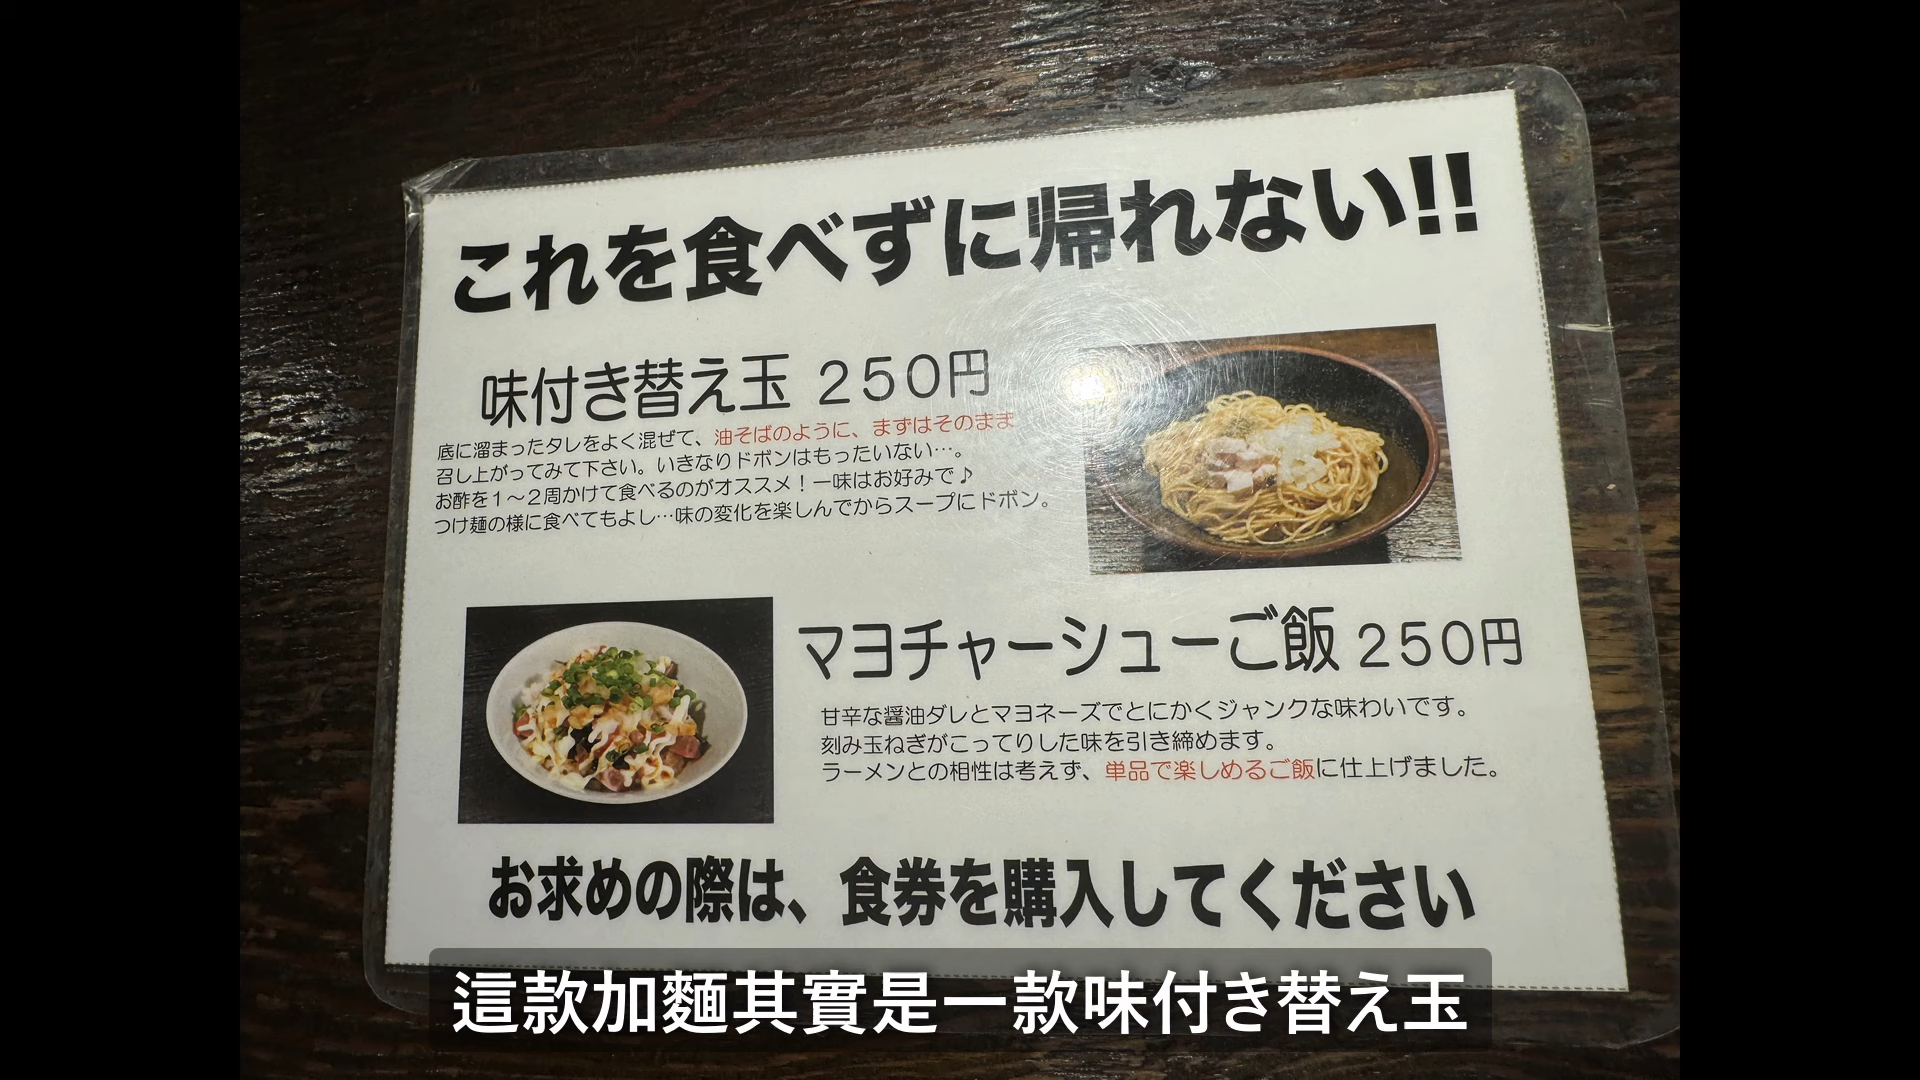 これを食べずに帰れない!!
味付き替え玉 250円
底に溜まったタレをよく混ぜて、油そばのように、まずはそのまま
召し上がってみて下さい。いきなりドボンはもったいない…。
お酢を1～2周かけて食べるのがオススメ！一味はお好みで♪
つけ麺の様に食べてもよし…味の変化を楽しんでからスープにドボン。
マヨチャーシューご飯 250円
甘辛な醤油ダレとマヨネーズでとにかくジャンクな味わいです。
刻み玉ねぎがこってりした味を引き締めます。
ラーメンとの相性は考えず、単品で楽しめるご飯に仕上げました。
お求めの際は、食券を購入してください
這款加麵其實是一款味付き替え玉